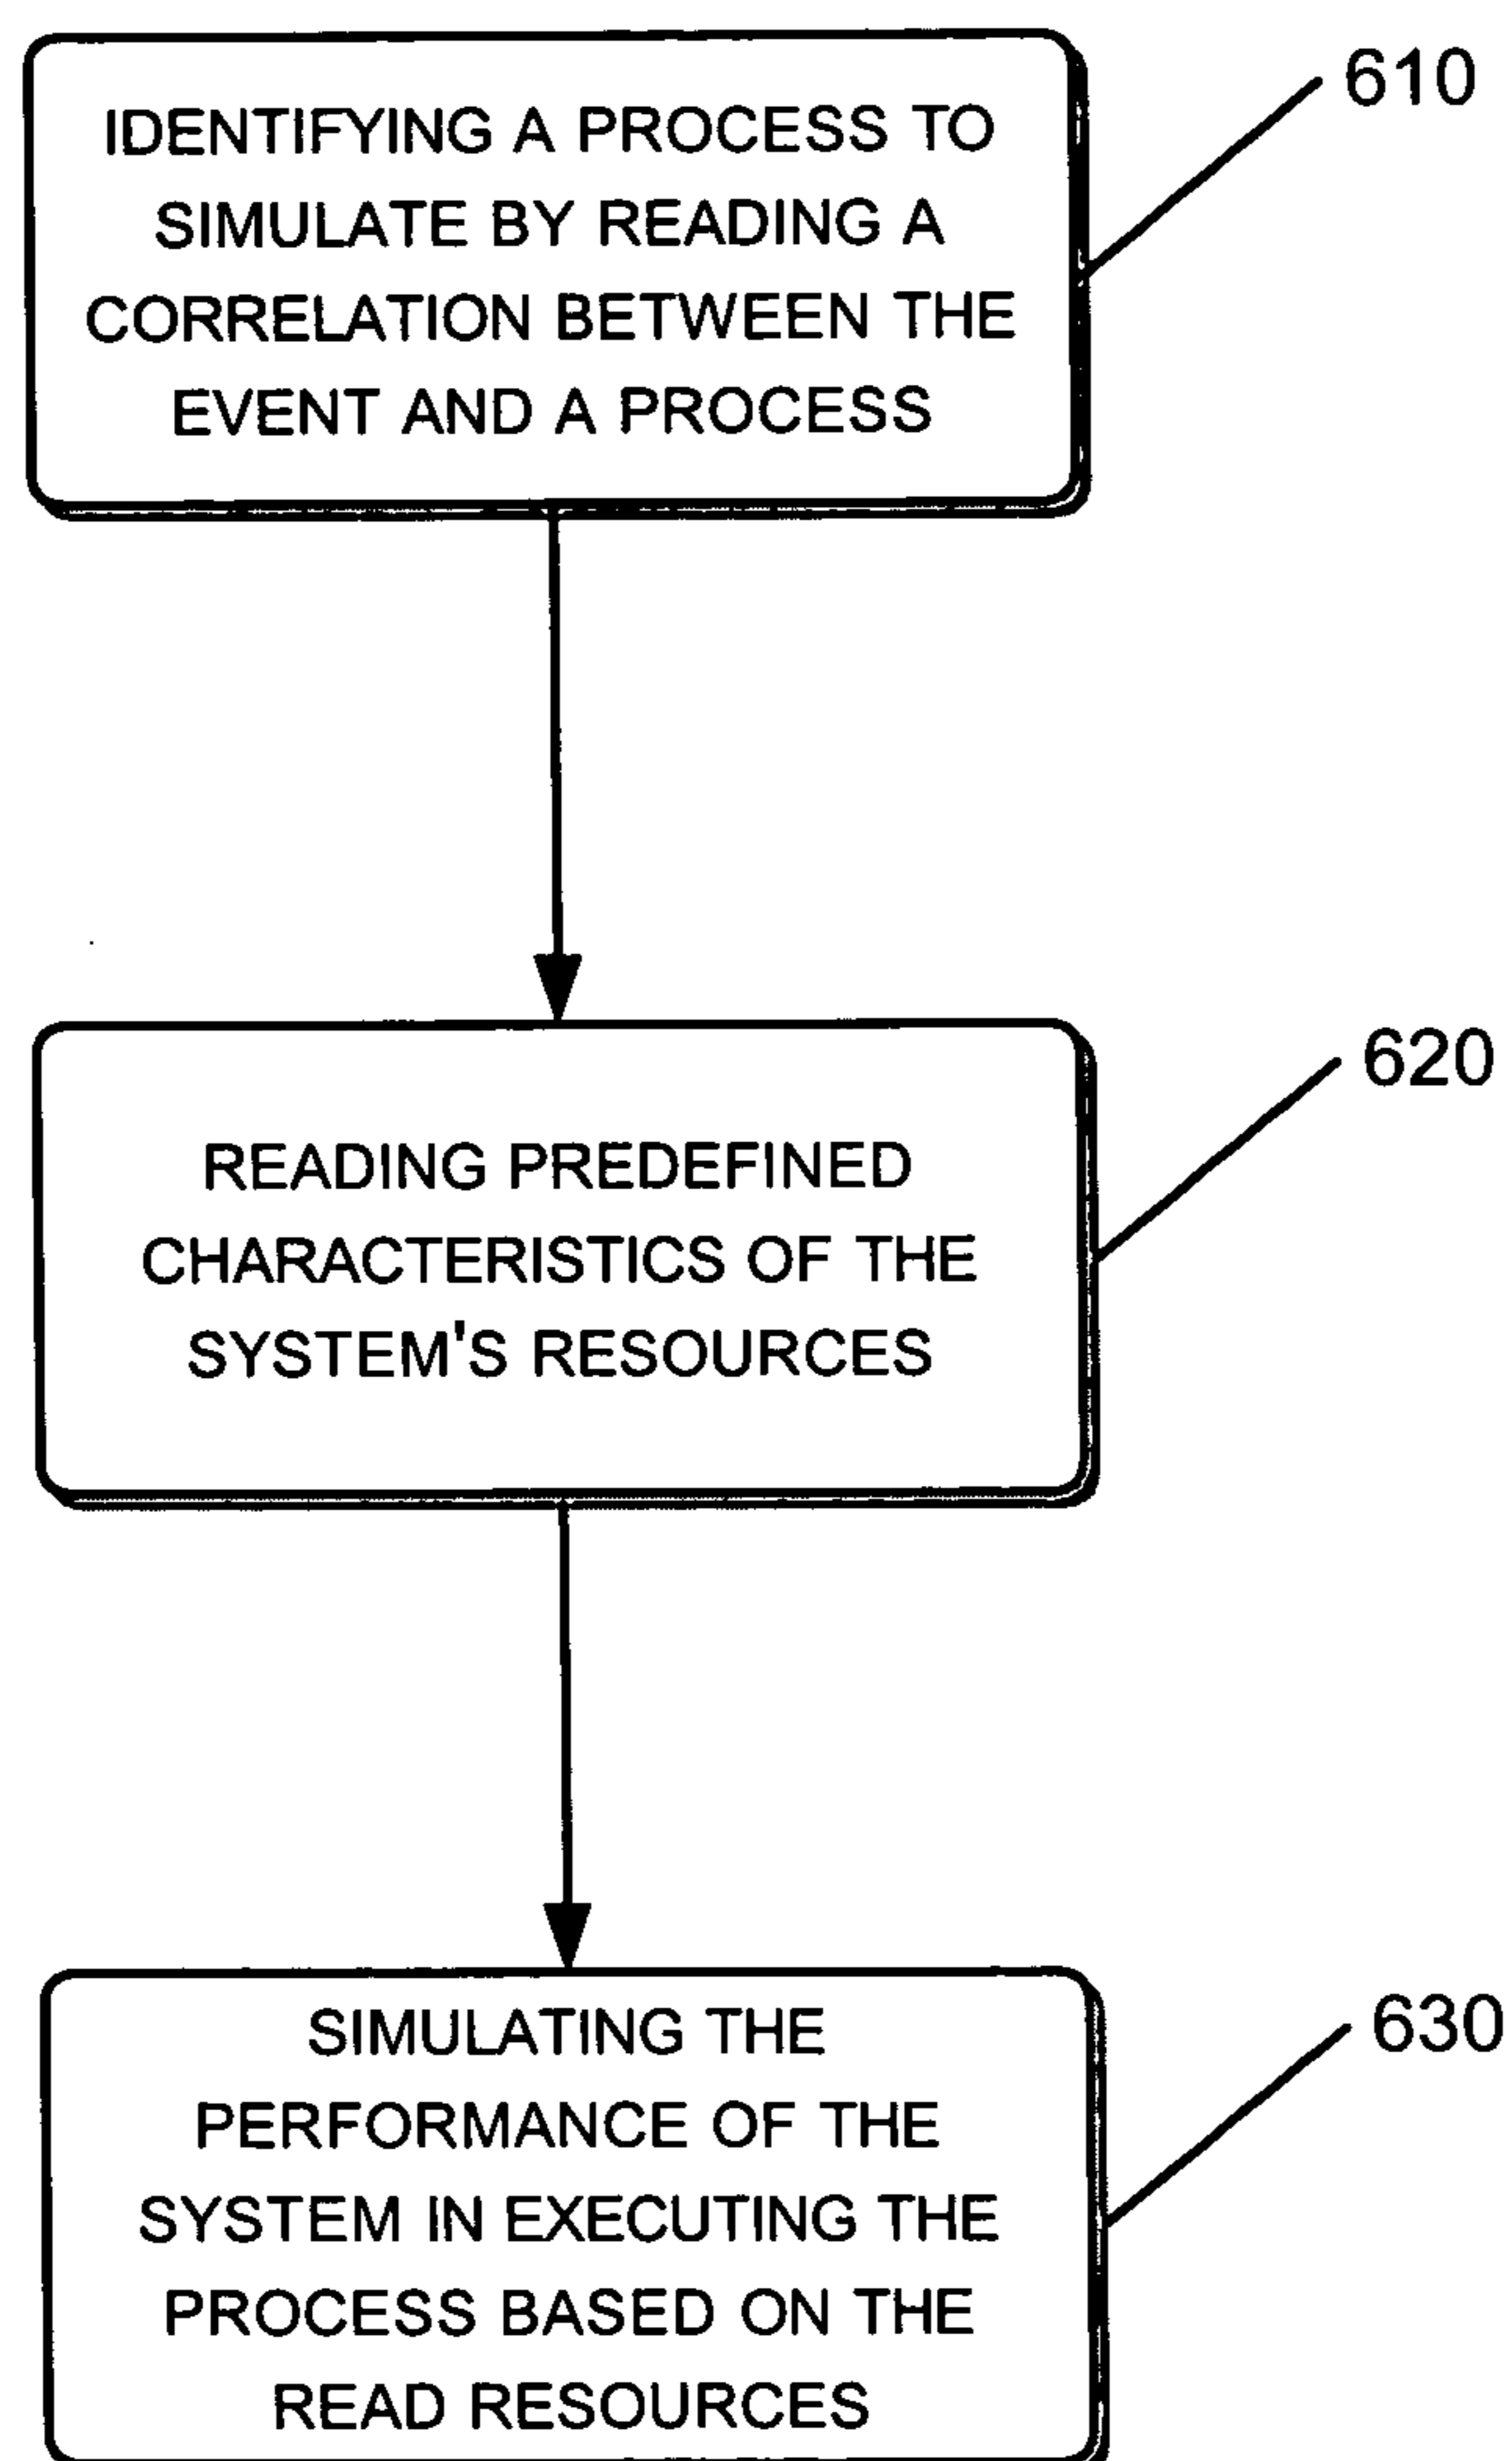 610
IDENTIFYING A PROCESS TO
SIMULATE BY READING A
CORRELATION BETWEEN THE
EVENT AND A PROCESS
620
READING PREDEFINED
CHARACTERISTICS OF THE
SYSTEM'S RESOURCES
630
SIMULATING THE
PERFORMANCE OF THE
SYSTEM IN EXECUTING THE
PROCESS BASED ON THE
READ RESOURCES